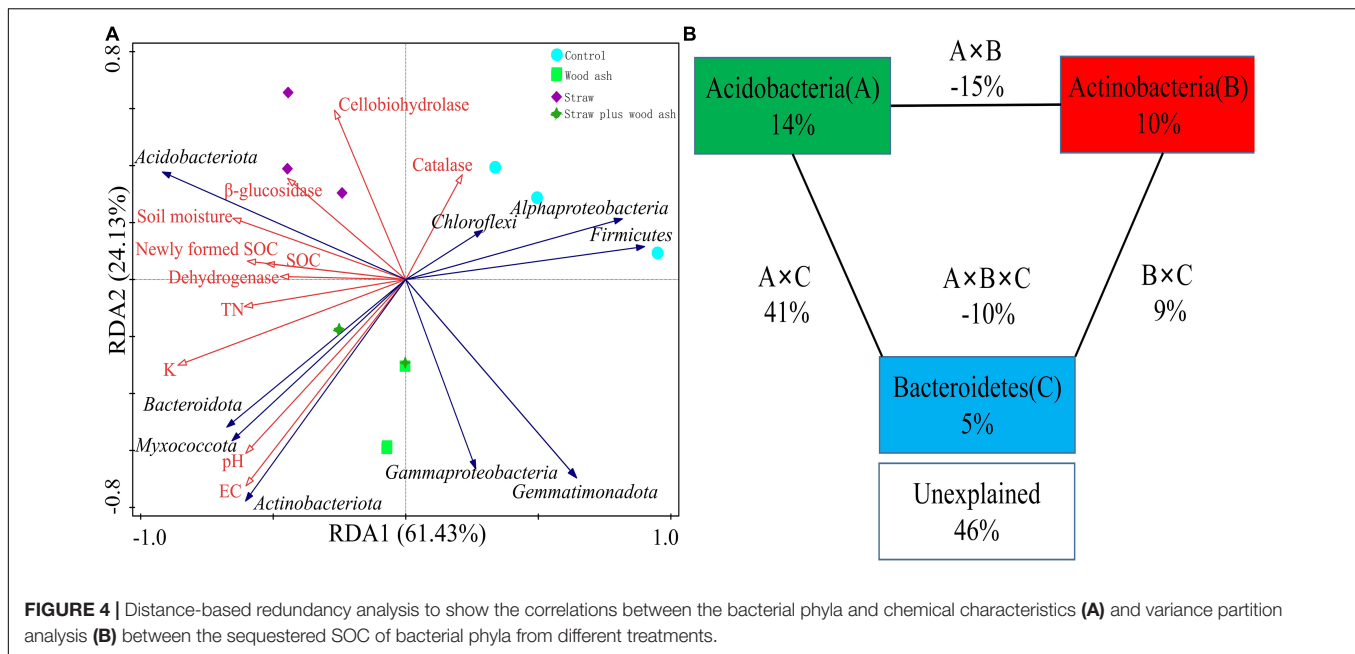 A
0.8
Control
Wood ash
Straw
Straw plus wood ash
Cellobiohydrolase
Acidobacteriota
Catalase
β-glucosidase
Alphaproteobacteria
Soil moisture
Chloroflexi
Firmicutes
Newly formed SOC
SOC
Dehydrogenase
TN
K
Bacteroidota
Myxococcota
pH
Gammaproteobacteria
EC
Gemmatimonadota
Actinobacteriota
-0.8
RDA2 (24.13%)
-1.0
RDA1 (61.43%)
1.0
B
A×B
-15%
Acidobacteria(A)
14%
Actinobacteria(B)
10%
A×C
41%
A×B×C
-10%
B×C
9%
Bacteroidetes(C)
5%
Unexplained
46%
FIGURE 4 | Distance-based redundancy analysis to show the correlations between the bacterial phyla and chemical characteristics (A) and variance partition
analysis (B) between the sequestered SOC of bacterial phyla from different treatments.